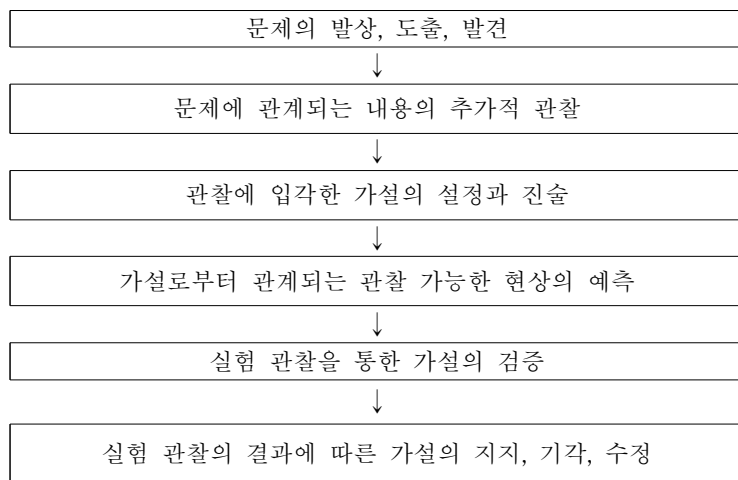 문제의 발상, 도출, 발견
문제에 관계되는 내용의 추가적 관찰
관찰에 입각한 가설의 설정과 진술
가설로부터 관계되는 관찰 가능한 현상의 예측
실험 관찰을 통한 가설의 검증
실험 관찰의 결과에 따른 가설의 지지, 기각, 수정